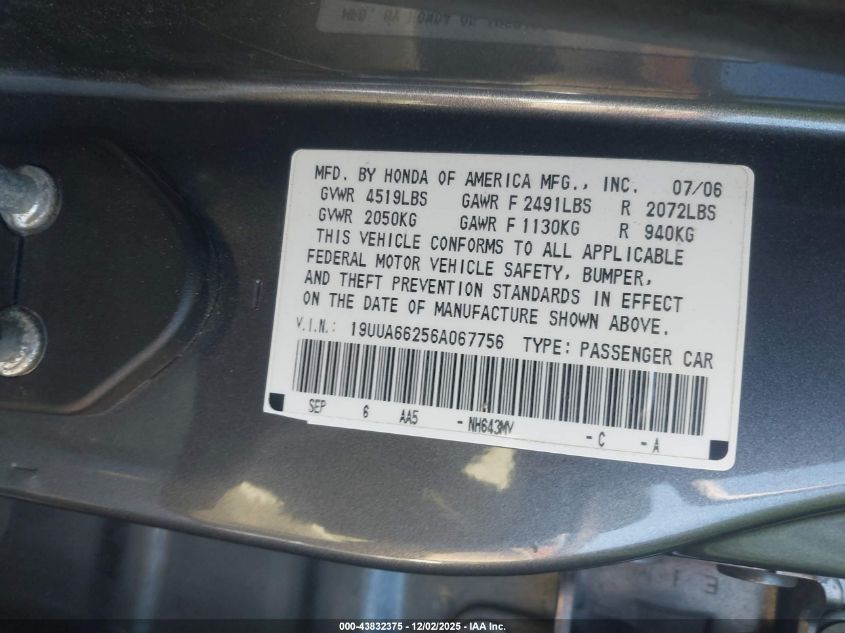 MFD. BY HONDA OF AMERICA MFG., INC. 07/06
GVWR 4519LBS GAWR F 2491LBS R 2072LBS
GVWR 2050KG GAWR F 1130KG R 940KG
THIS VEHICLE CONFORMS TO ALL APPLICABLE
FEDERAL MOTOR VEHICLE SAFETY, BUMPER,
AND THEFT PREVENTION STANDARDS IN EFFECT
ON THE DATE OF MANUFACTURE SHOWN ABOVE.
V.I.N.: 19UUA66256A067756 TYPE: PASSENGER CAR
SEP 6 AA5 - NH643MV - C - A
000-43832375 * 12/02/2025 * IAA Inc.